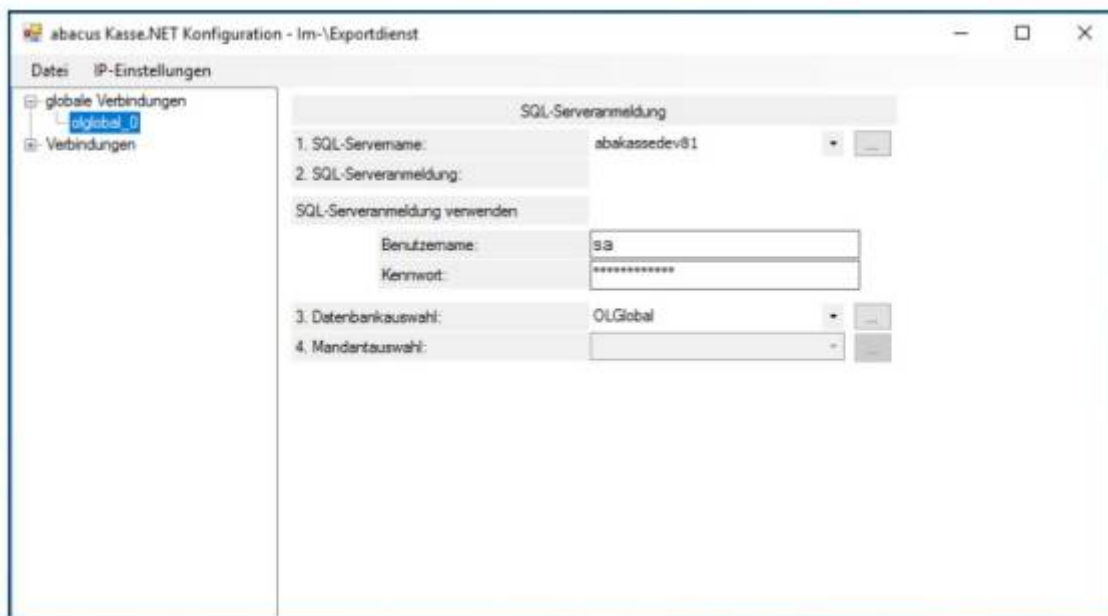 abacus Kasse.NET Konfiguration - Im-\Exportdienst
Datei IP-Einstellungen
globale Verbindungen
olglobal_0
Verbindungen
SQL-Serveranmeldung
1. SQL-Servername: abakassedev81 ...
2. SQL-Serveranmeldung:
SQL-Serveranmeldung verwenden
Benutzername: sa
Kennwort: ************
3. Datenbankauswahl: OLGlobal ...
4. Mandantauswahl: ...